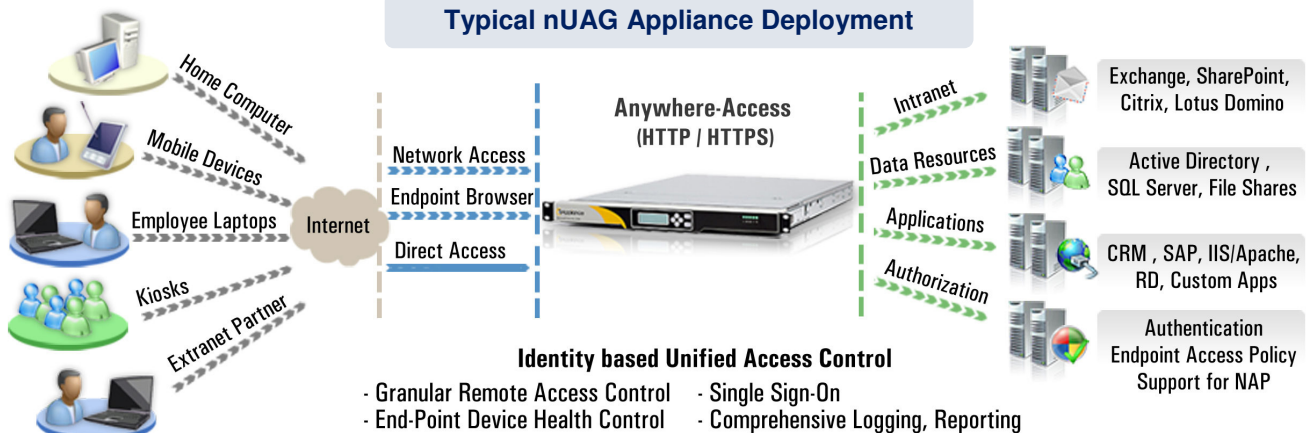 Typical nUAG Appliance Deployment
Home Computer
Mobile Devices
Employee Laptops
Kiosks
Extranet Partner
Internet
Network Access
Endpoint Browser
Direct Access
Anywhere-Access
(HTTP / HTTPS)
Intranet
Data Resources
Applications
Authorization
Exchange, SharePoint,
Citrix, Lotus Domino
Active Directory ,
SQL Server, File Shares
CRM , SAP, IIS/Apache,
RD, Custom Apps
Authentication
Endpoint Access Policy
Support for NAP
Identity based Unified Access Control
- Granular Remote Access Control
- End-Point Device Health Control
- Single Sign-On
- Comprehensive Logging, Reporting